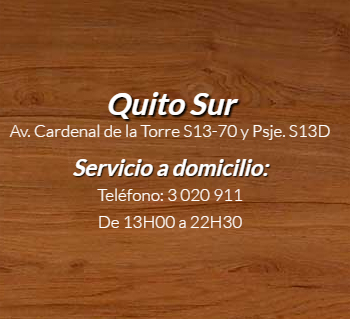 Quito Sur
Av. Cardenal de la Torre S13-70 y Psje. S13D
Servicio a domicilio:
Teléfono: 3 020 911
De 13H00 a 22H30